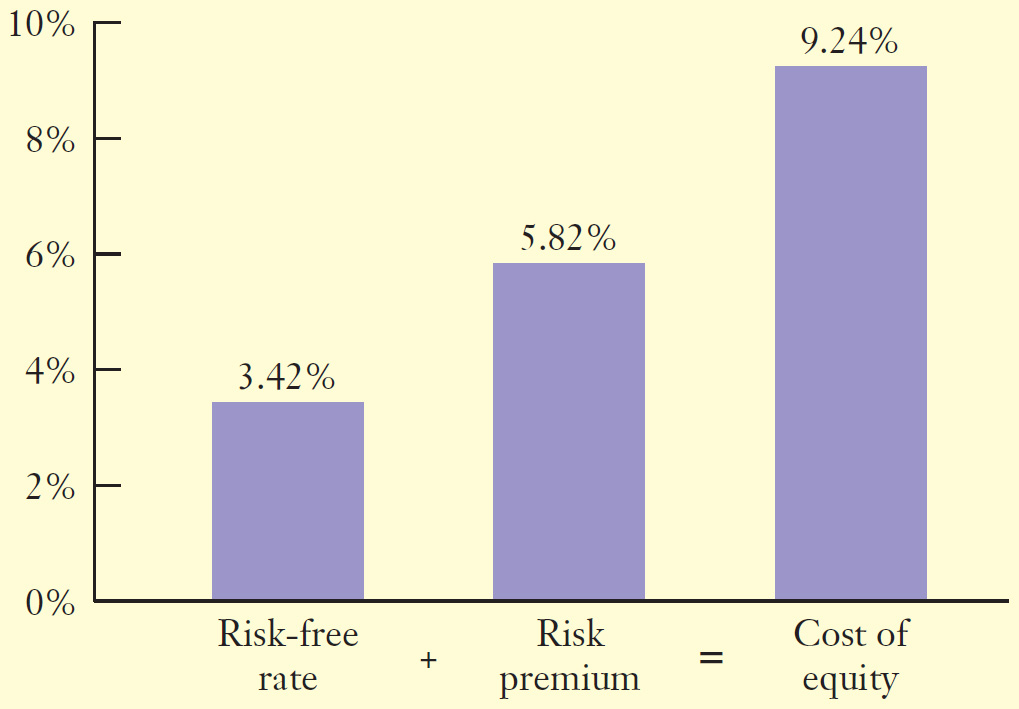 10%
9.24%
8%
6%
5.82%
4%
3.42%
2%
0%
Risk-free
rate
+
Risk
premium
=
Cost of
equity